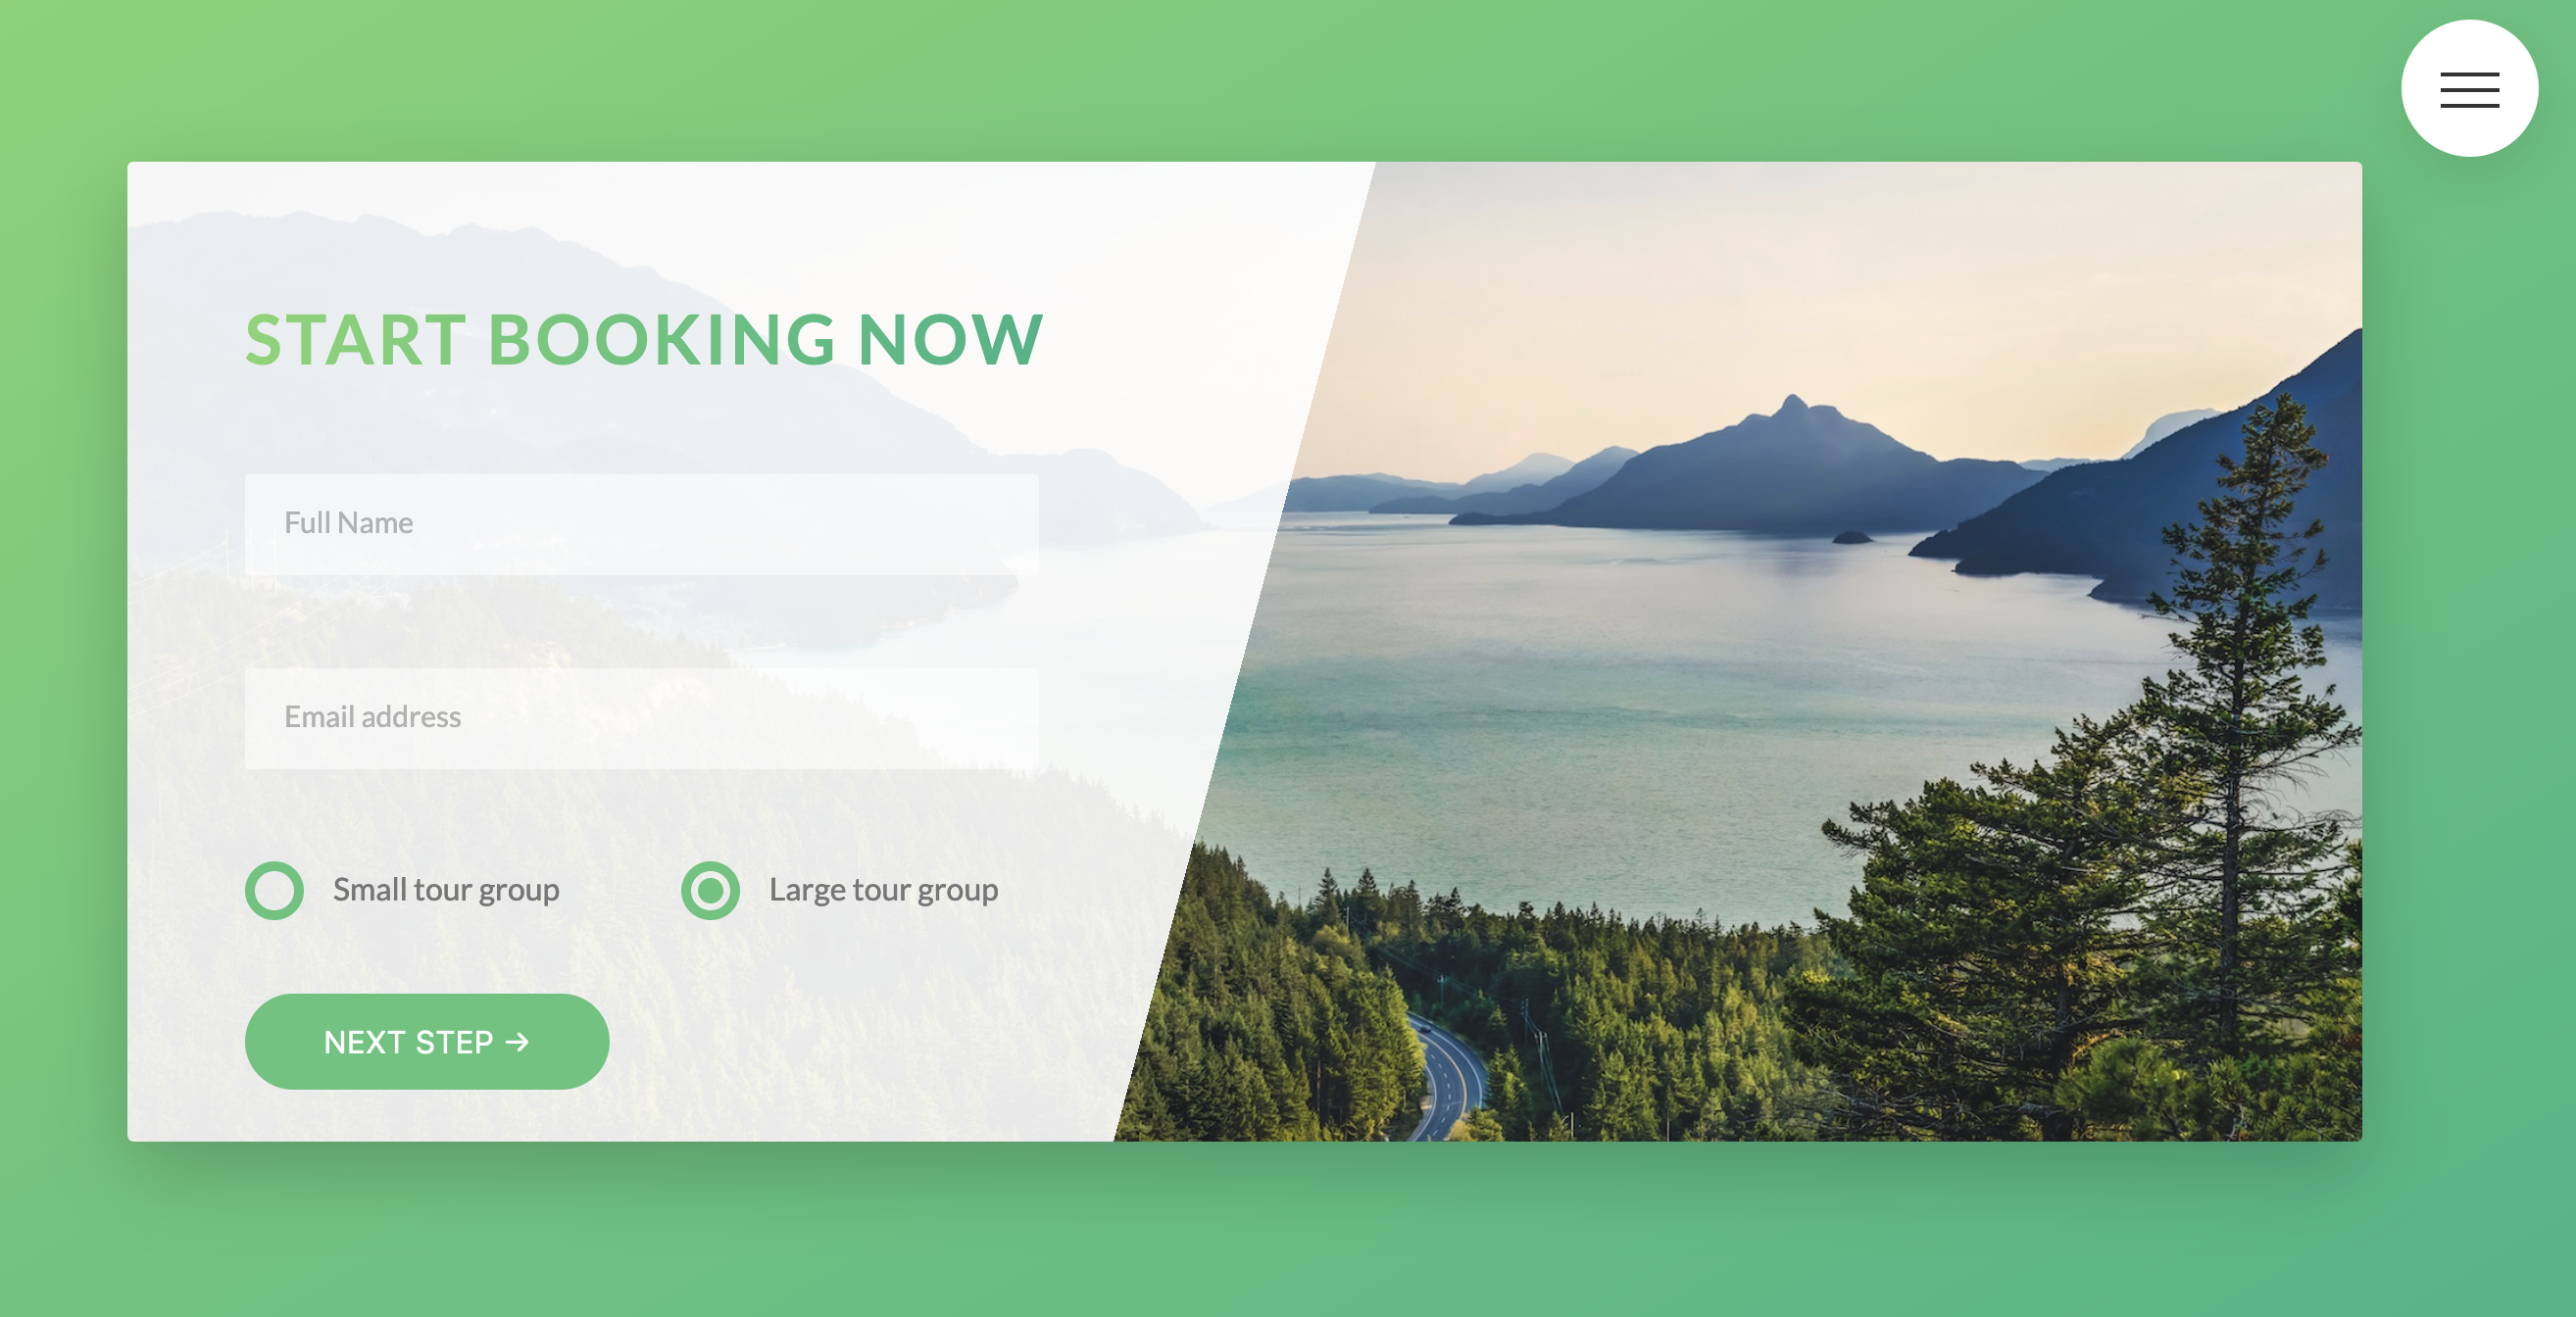 START BOOKING NOW
Full Name
Email address
Small tour group
Large tour group
NEXT STEP →